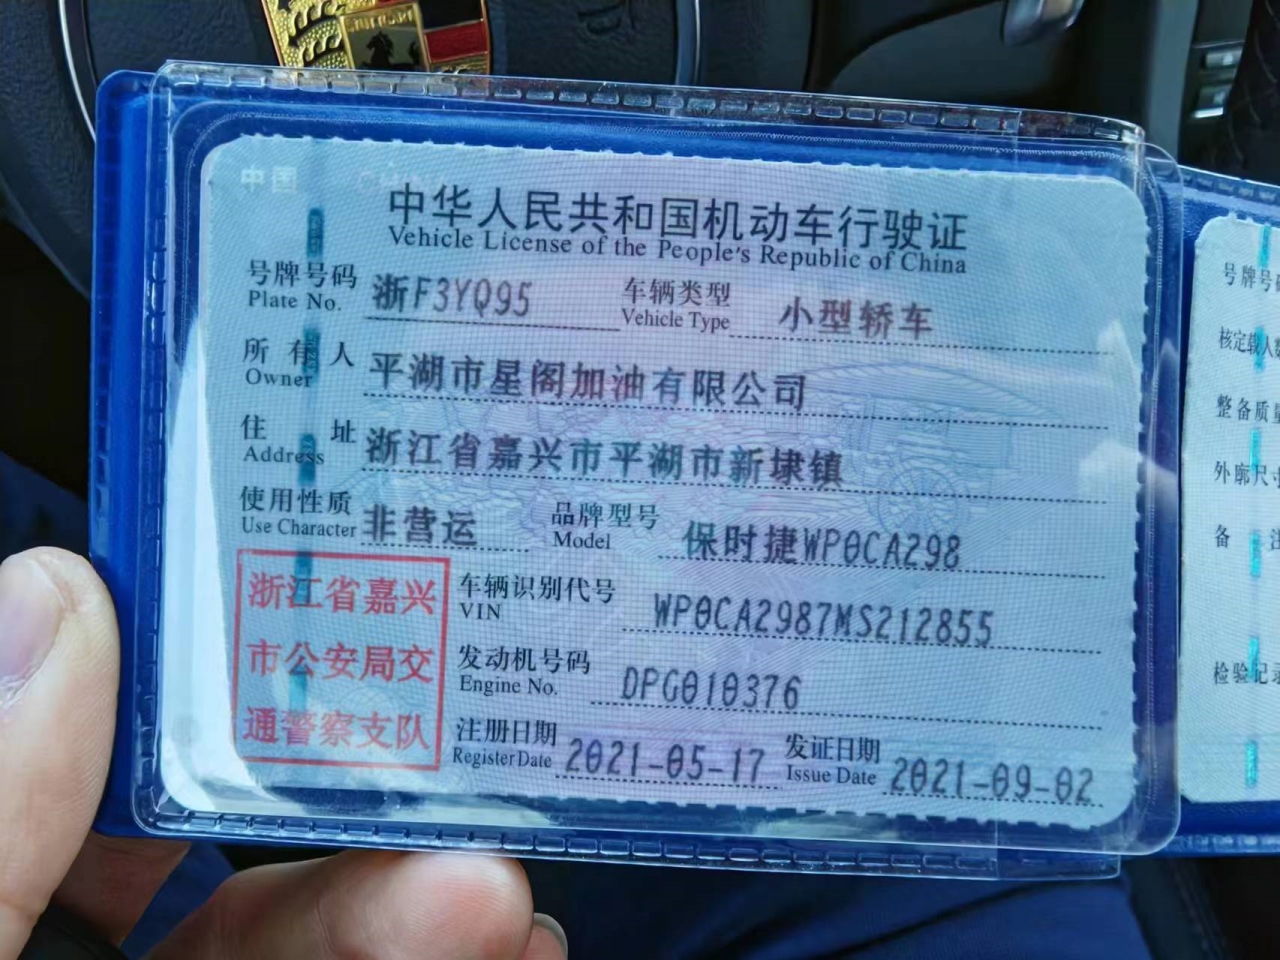 STUTTGART
中国
中华人民共和国机动车行驶证
Vehicle License of the People's Republic of China
号牌号码 浙F3YQ95 车辆类型 小型轿车
Plate No. Vehicle Type
所有人 平湖市星阁加油有限公司
Owner
住址 浙江省嘉兴市平湖市新埭镇
Address
使用性质 非营运 品牌型号 保时捷WP0CA298
Use Character Model
浙江省嘉兴
市公安局交
通警察支队
车辆识别代号 WP0CA2987MS212855
VIN
发动机号码 DPG010376
Engine No.
注册日期 2021-05-17 发证日期 2021-09-02
Register Date Issue Date
号牌号
核定载人
整备质
外廓尺
备
检验记